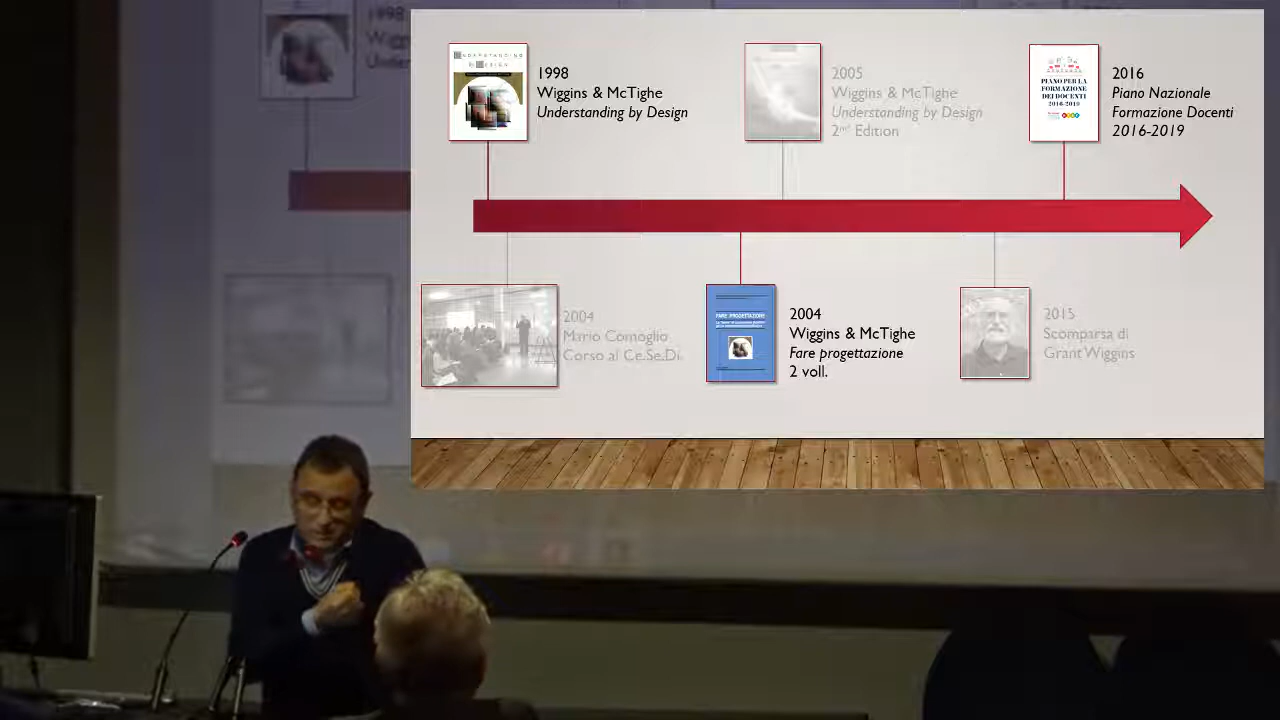 1998
UNDERSTANDING
BY DESIGN
1998
Wiggins & McTighe
Understanding by Design
2005
Wiggins & McTighe
Understanding by Design
2nd Edition
PIANO PER LA
FORMAZIONE
DEI DOCENTI
2016-2019
2016
Piano Nazionale
Formazione Docenti
2016-2019
2004
Mario Comoglio
Corso al Ce.Se.Di.
FARE PROGETTAZIONE
2004
Wiggins & McTighe
Fare progettazione
2 voll.
2015
Scomparsa di
Grant Wiggins